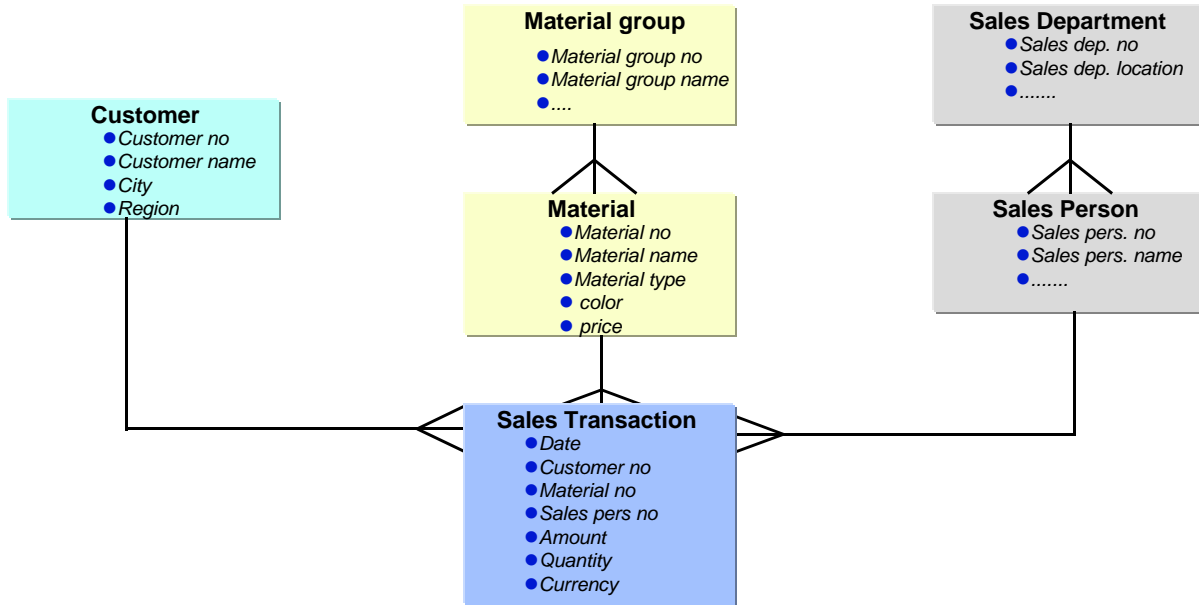 Material group
Material group no
Material group name
....
Sales Department
Sales dep. no
Sales dep. location
.......
Customer
Customer no
Customer name
City
Region
Material
Material no
Material name
Material type
color
price
Sales Person
Sales pers. no
Sales pers. name
.......
Sales Transaction
Date
Customer no
Material no
Sales pers no
Amount
Quantity
Currency